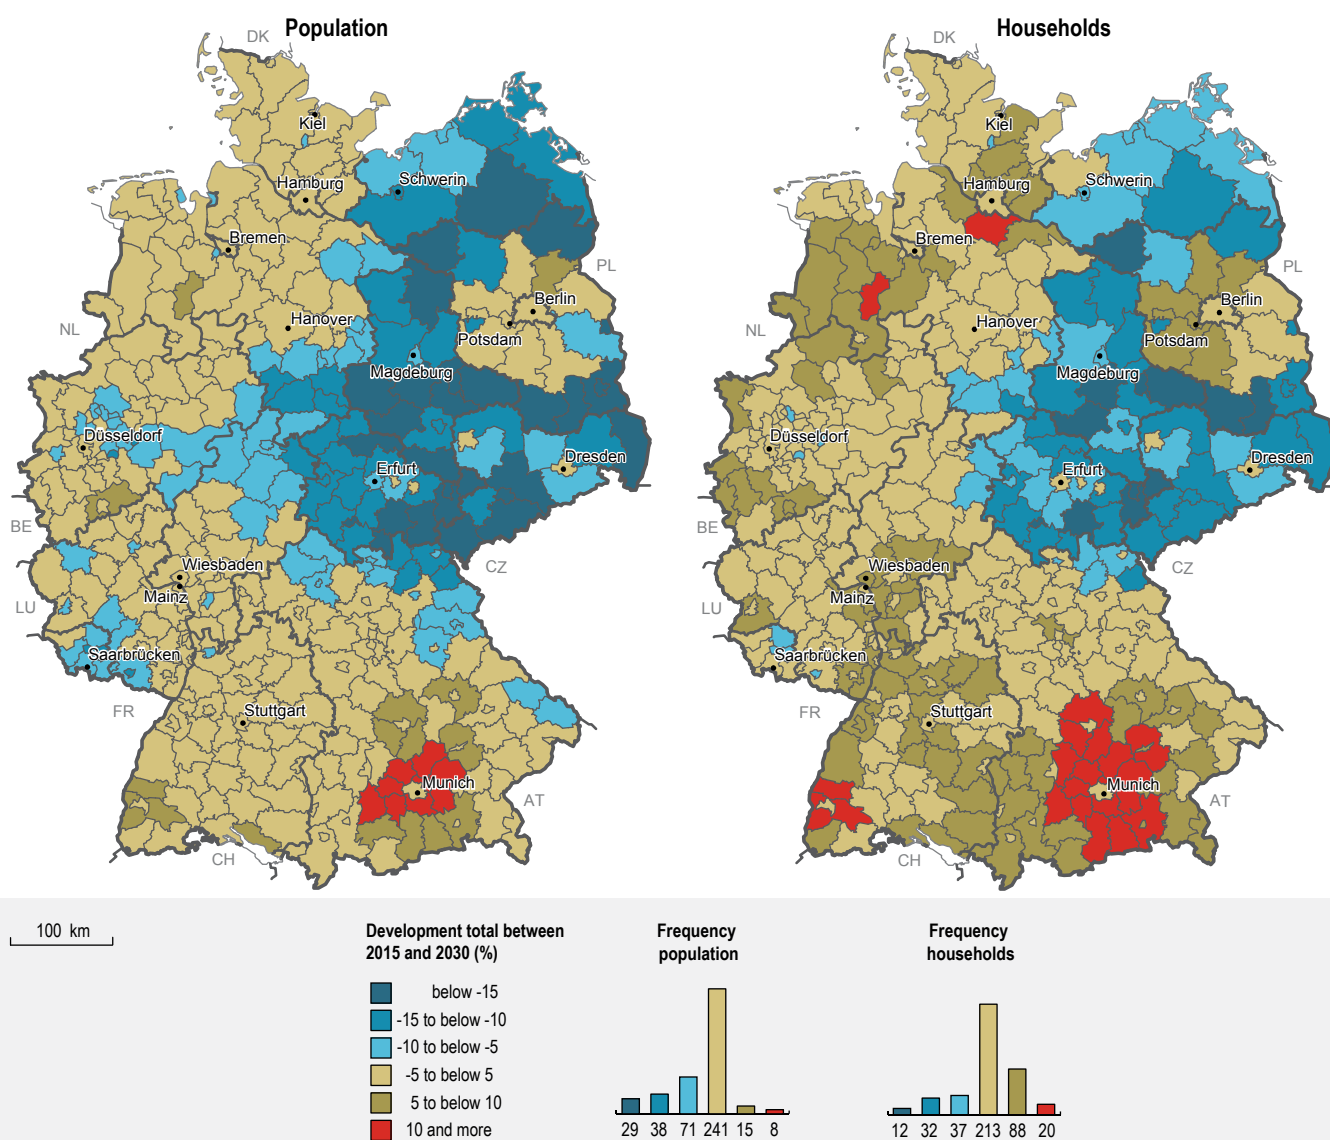 Population
DK
Kiel
Hamburg
Schwerin
Bremen
PL
Berlin
NL
Hanover
Potsdam
Magdeburg
Düsseldorf
Dresden
Erfurt
BE
CZ
Wiesbaden
Mainz
LU
Saarbrücken
FR
Stuttgart
Munich
AT
CH
Households
DK
Kiel
Hamburg
Schwerin
Bremen
PL
Berlin
NL
Hanover
Potsdam
Magdeburg
Düsseldorf
Dresden
Erfurt
BE
CZ
Wiesbaden
Mainz
LU
Saarbrücken
FR
Stuttgart
Munich
AT
CH
100 km
Development total between
2015 and 2030 (%)
below -15
-15 to below -10
-10 to below -5
-5 to below 5
5 to below 10
10 and more
Frequency
population
29 38 71 241 15 8
Frequency
households
12 32 37 213 88 20